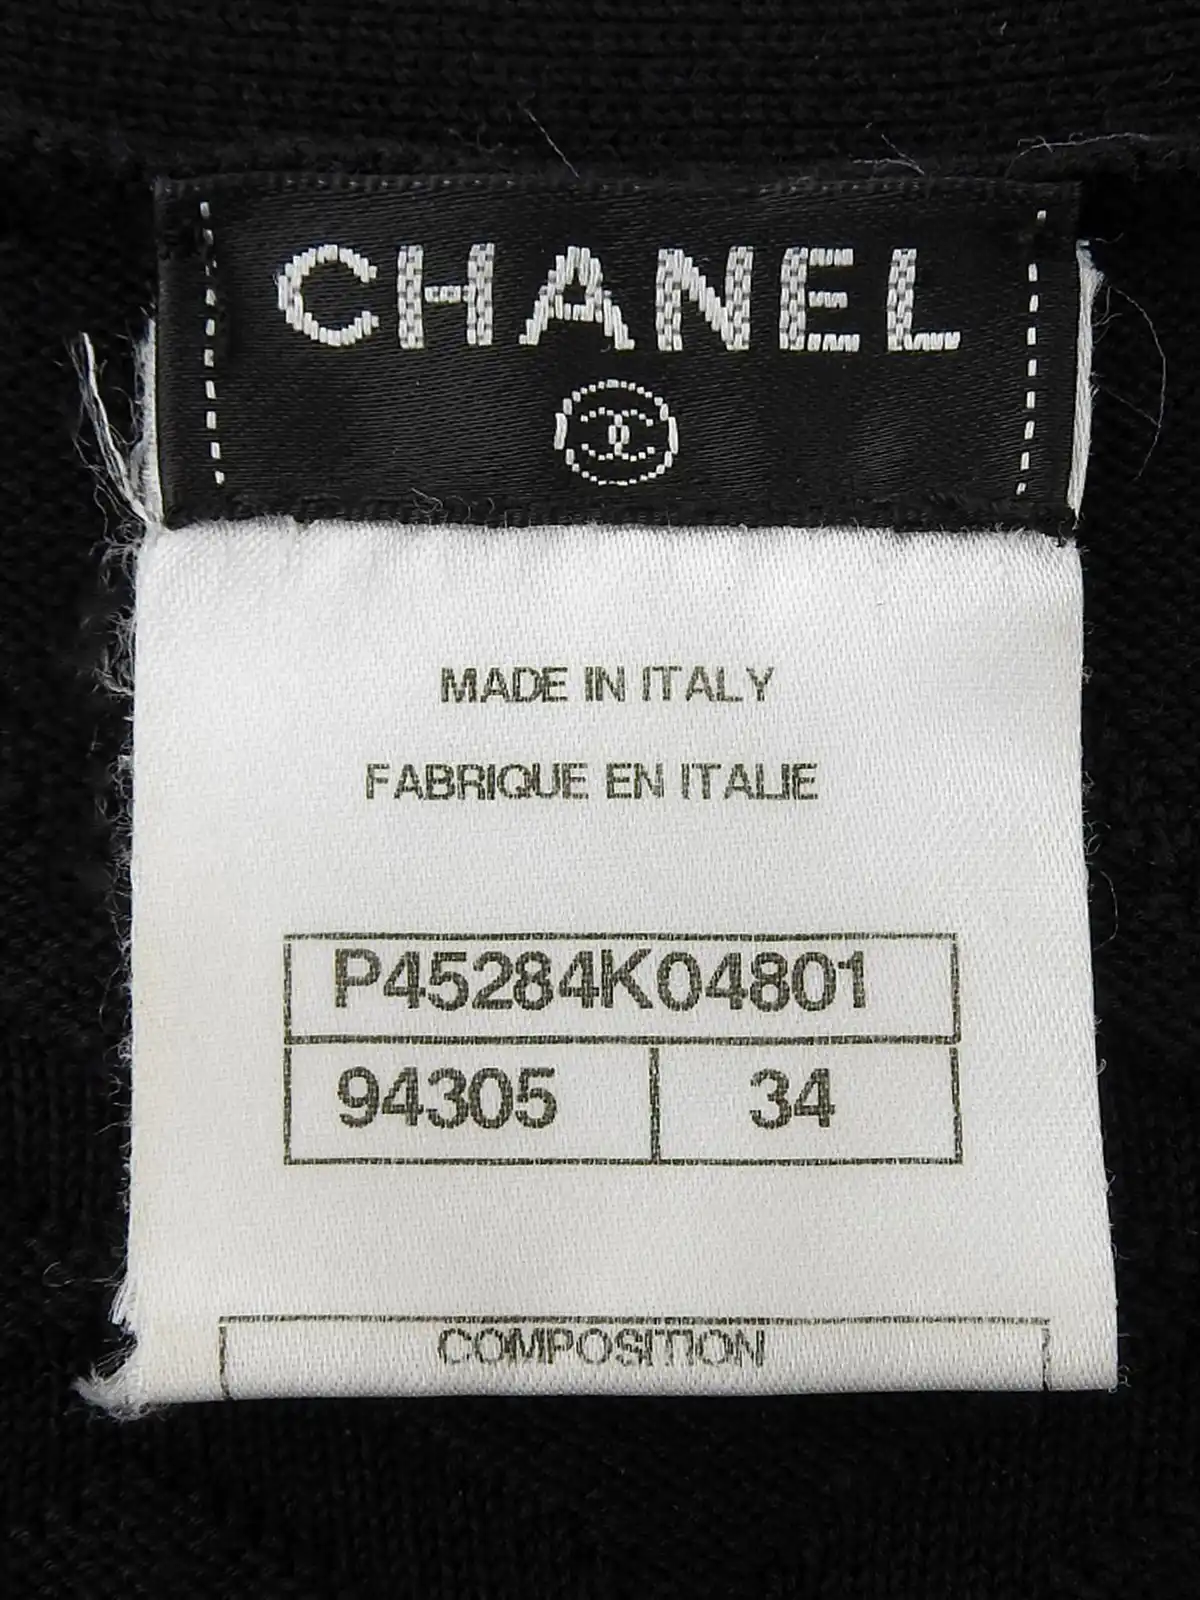 CHANEL
MADE IN ITALY
FABRIQUE EN ITALIE
P45284K04801
94305 34
COMPOSITION